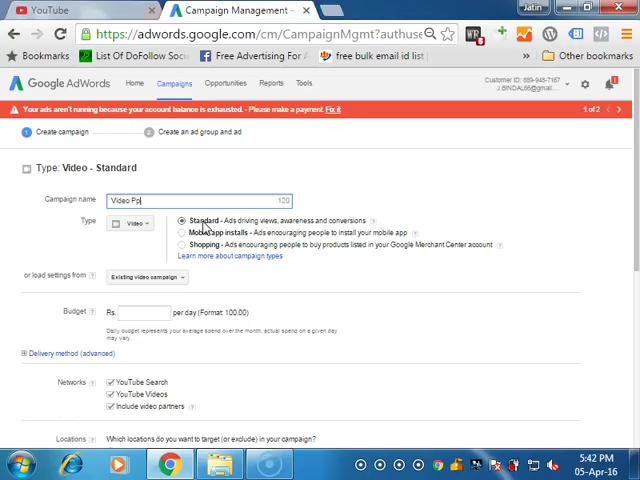 YouTube
Campaign Management -
Jatin
https://adwords.google.com/cm/CampaignMgmt?authuse
Bookmarks
List Of DoFollow Soci
Free Advertising For
free bulk email id list
Other bookmarks
Google AdWords
Home
Campaigns
Opportunities
Reports
Tools
Customer ID: 889-945-7167
J.BINDAL66@gmail....
Your ads aren't running because your account balance is exhausted. - Please make a payment. Fix it
1 of 2
1 Create campaign
2 Create an ad group and ad
Type: Video - Standard
Campaign name
Video Pp
120
Type
Video
Standard - Ads driving views, awareness and conversions ?
Mobile app installs - Ads encouraging people to install your mobile app ?
Shopping - Ads encouraging people to buy products listed in your Google Merchant Center account ?
Learn more about campaign types
or load settings from
Existing video campaign
Budget ?
Rs.
per day (Format: 100.00)
Daily budget represents your average spend over the month, actual spend on a given day
may vary.
Delivery method (advanced)
Networks ?
YouTube Search
YouTube Videos
Include video partners ?
Locations ?
Which locations do you want to target (or exclude) in your campaign?
5:42 PM
05-Apr-16